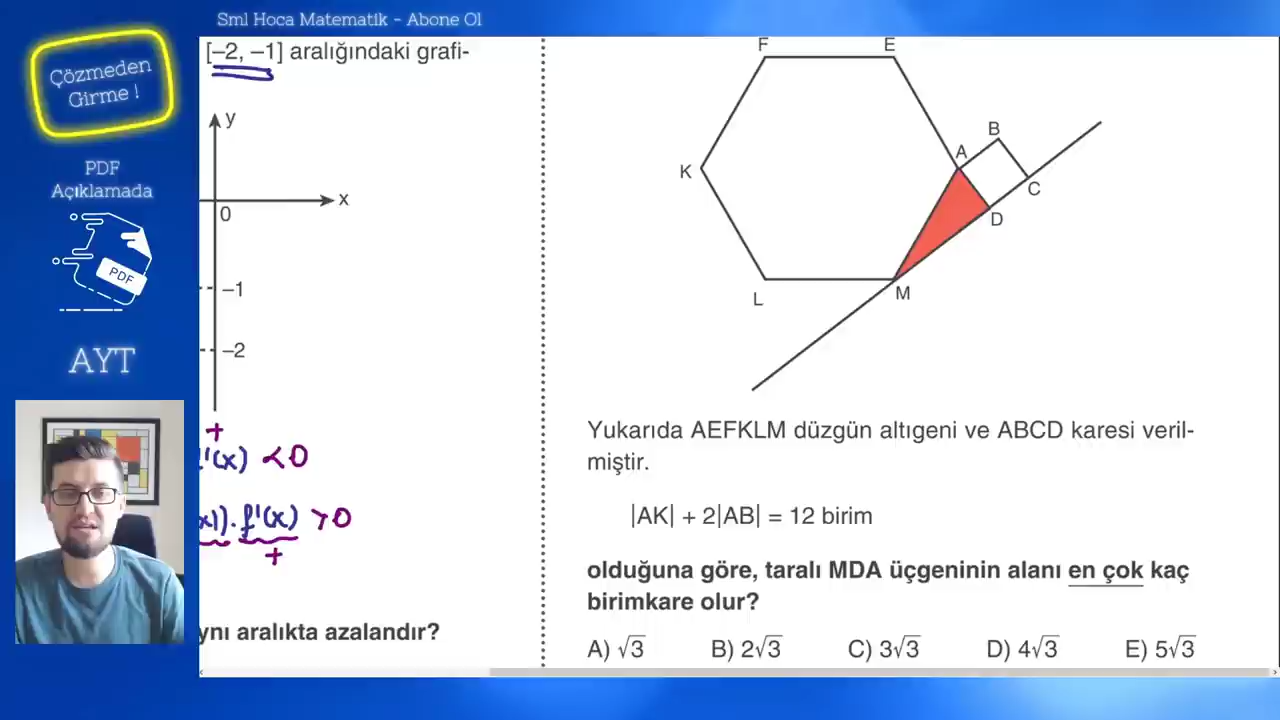 Sml Hoca Matematik - Abone Ol
Çözmeden
Girme !
PDF
Açıklamada
PDF
AYT
[–2, –1] aralığındaki grafi-
y
x
0
–1
–2
+
'(x) <0
x)).f'(x) >0
+
ynı aralıkta azalandır?
F
E
K
A
B
C
D
L
M
Yukarıda AEFKLM düzgün altıgeni ve ABCD karesi veril-
miştir.
|AK| + 2|AB| = 12 birim
olduğuna göre, taralı MDA üçgeninin alanı en çok kaç
birimkare olur?
A) √3 B) 2√3 C) 3√3 D) 4√3 E) 5√3